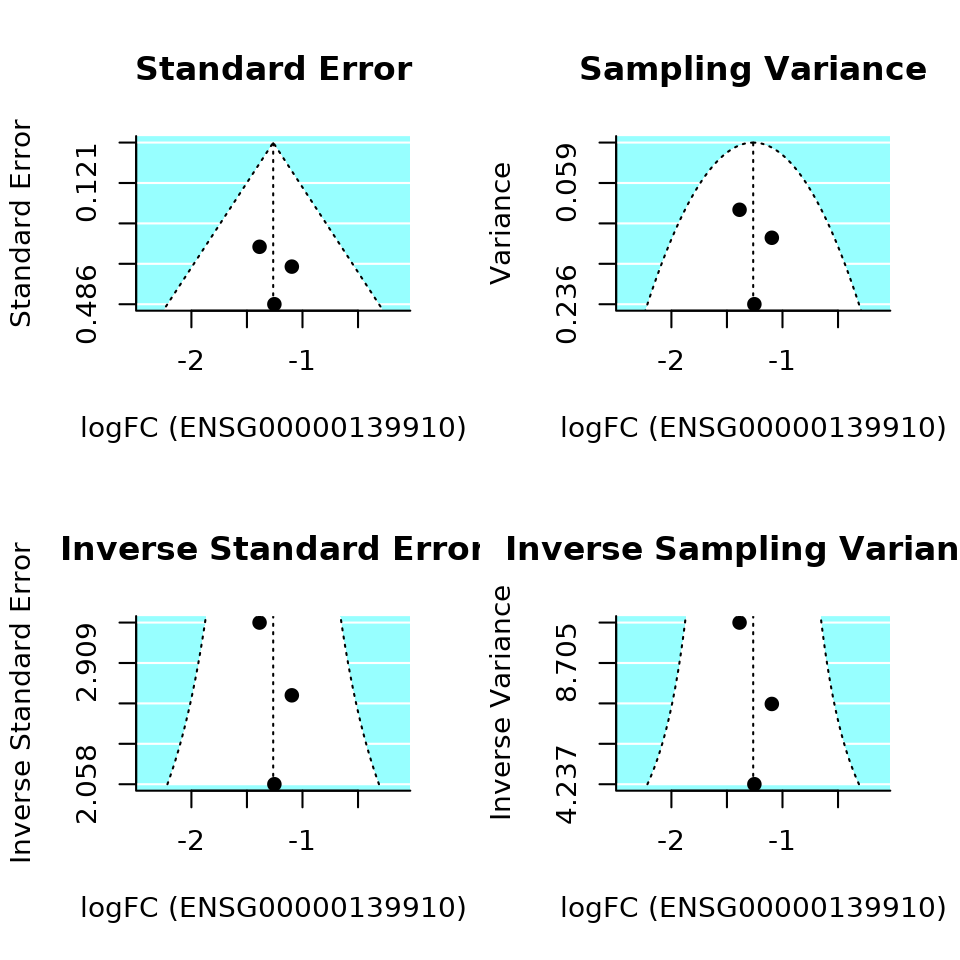 Standard Error
Standard Error
0.121
0.486
-2 -1
logFC (ENSG00000139910)
Sampling Variance
Variance
0.059
0.236
-2 -1
logFC (ENSG00000139910)
Inverse Standard Error
Inverse Standard Error
2.909
2.058
-2 -1
logFC (ENSG00000139910)
Inverse Sampling Varian
Inverse Variance
8.705
4.237
-2 -1
logFC (ENSG00000139910)